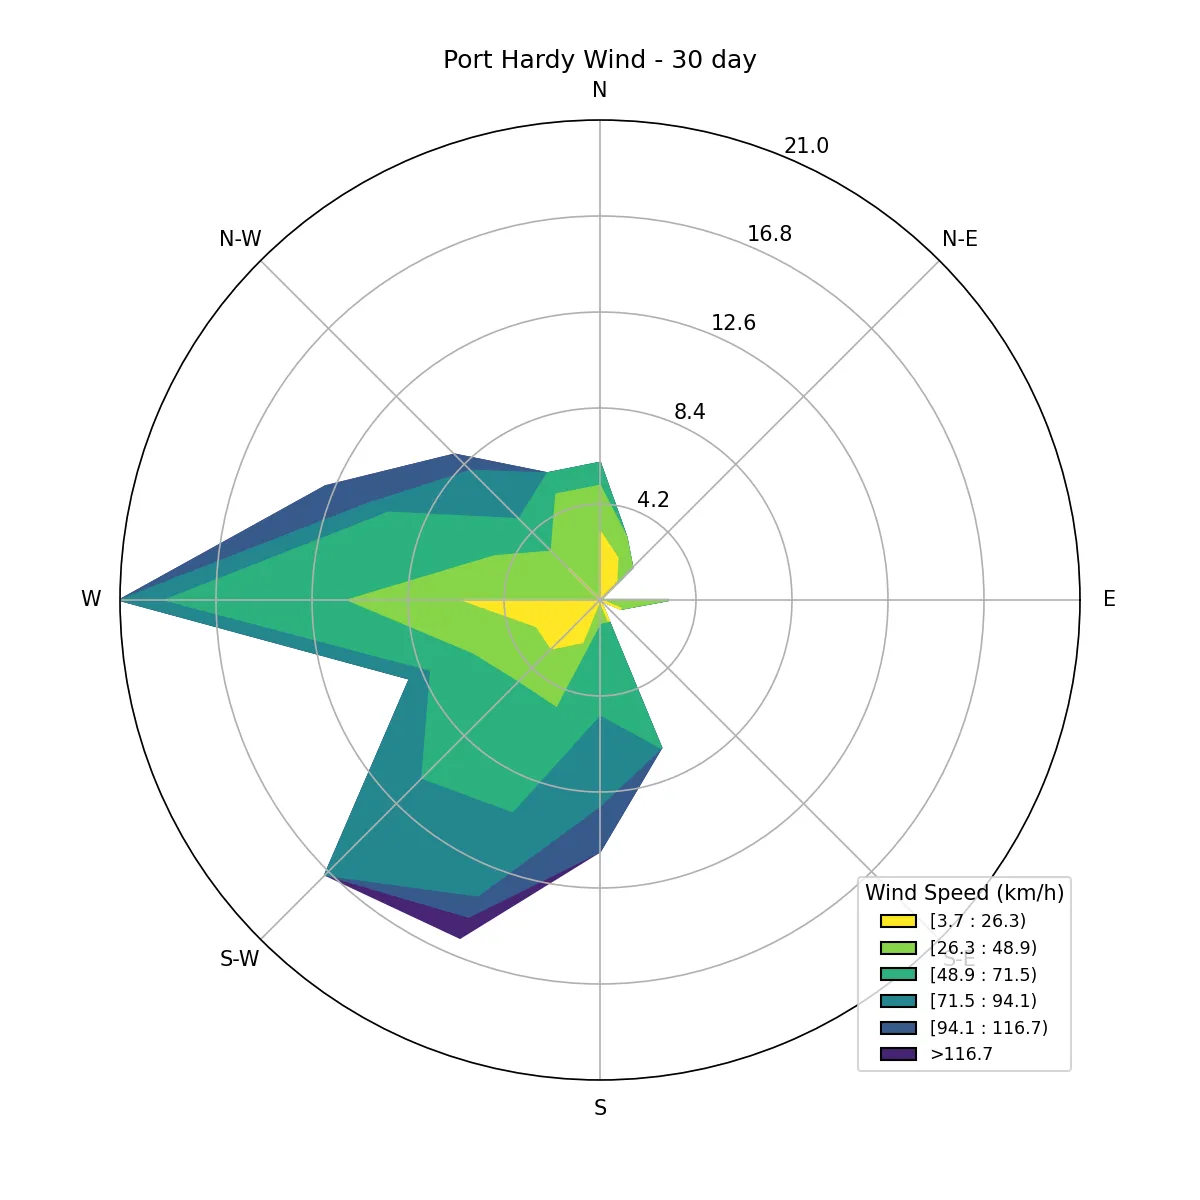 Port Hardy Wind - 30 day
N
21.0
16.8
N-W
N-E
12.6
8.4
4.2
W
E
S-W
S-E
Wind Speed (km/h)
[3.7 : 26.3)
[26.3 : 48.9)
[48.9 : 71.5)
[71.5 : 94.1)
[94.1 : 116.7)
>116.7
S